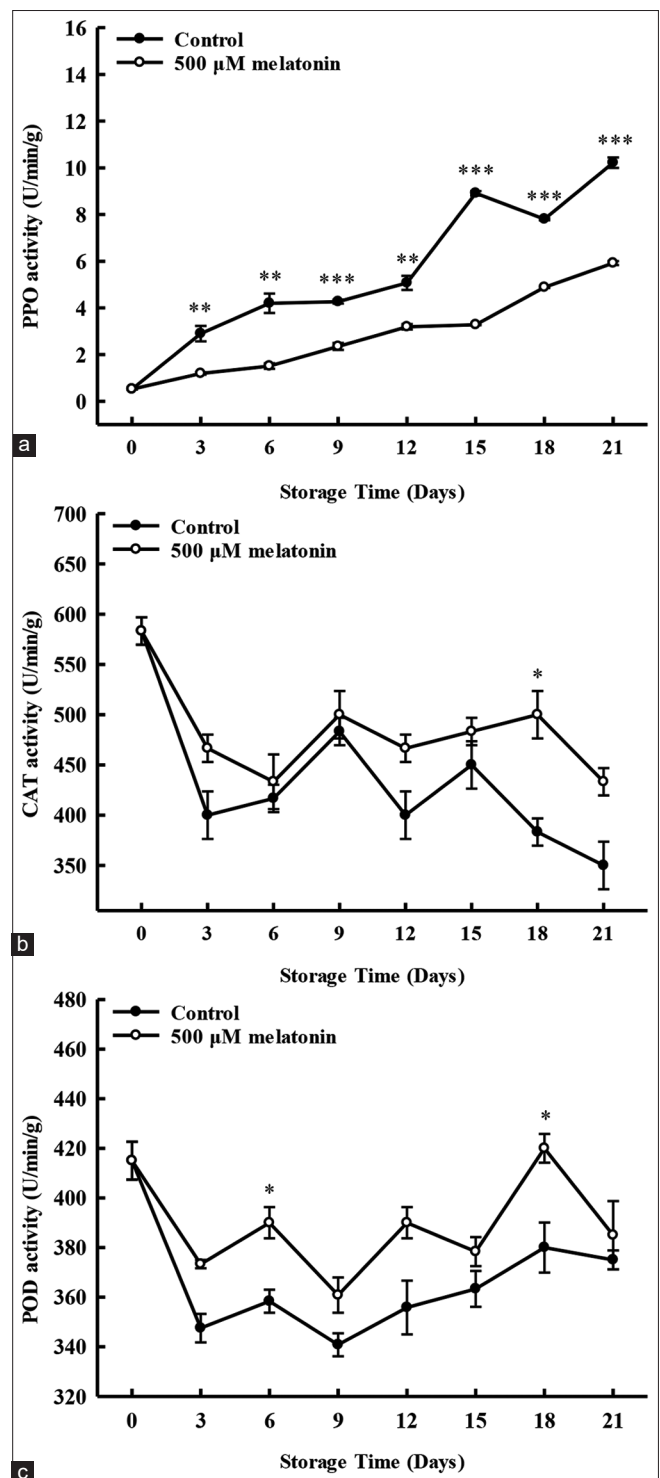 16
14
12
10
8
6
4
2
0
PPO activity (U/min/g)
Control
500 µM melatonin
**
**
***
**
***
***
***
0 3 6 9 12 15 18 21
a
Storage Time (Days)
700
650
600
550
500
450
400
350
CAT activity (U/min/g)
Control
500 µM melatonin
*
0 3 6 9 12 15 18 21
b
Storage Time (Days)
480
460
440
420
400
380
360
340
320
POD activity (U/min/g)
Control
500 µM melatonin
*
*
0 3 6 9 12 15 18 21
Storage Time (Days)
c